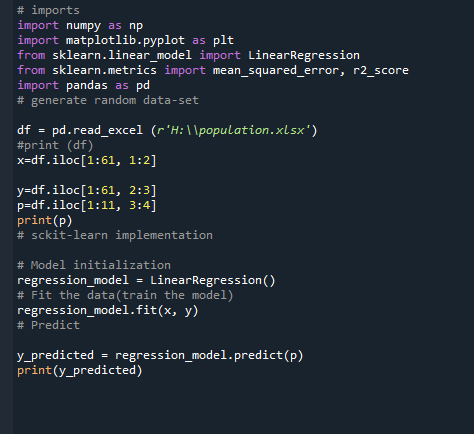 # imports
import numpy as np
import matplotlib.pyplot as plt
from sklearn.linear_model import LinearRegression
from sklearn.metrics import mean_squared_error, r2_score
import pandas as pd
# generate random data-set
df = pd.read_excel (r'H:\\population.xlsx')
#print (df)
x=df.iloc[1:61, 1:2]
y=df.iloc[1:61, 2:3]
p=df.iloc[1:11, 3:4]
print(p)
# sckit-learn implementation
# Model initialization
regression_model = LinearRegression()
# Fit the data(train the model)
regression_model.fit(x, y)
# Predict
y_predicted = regression_model.predict(p)
print(y_predicted)